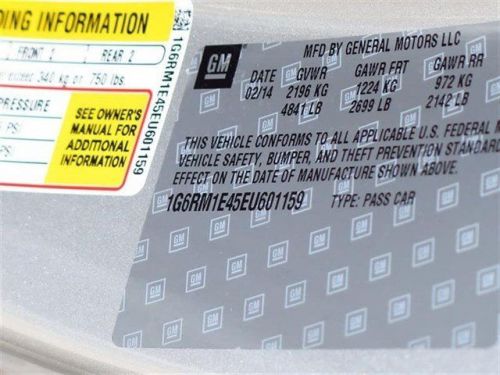 DING INFORMATION
FRONT 2 REAR 2
exceed 340 kg or 750 lbs.
PRESSURE
PSI
PSI
SEE OWNER'S
MANUAL FOR
ADDITIONAL
INFORMATION
1G6RM1E45EU601159
GM
MFD BY GENERAL MOTORS LLC
DATE GVWR GAWR FRT GAWR RR
02/14 2196 KG 1224 KG 972 KG
4841 LB 2699 LB 2142 LB
THIS VEHICLE CONFORMS TO ALL APPLICABLE U.S. FEDERAL M
VEHICLE SAFETY, BUMPER, AND THEFT PREVENTION STANDARD
EFFECT ON THE DATE OF MANUFACTURE SHOWN ABOVE.
1G6RM1E45EU601159 TYPE: PASS CAR